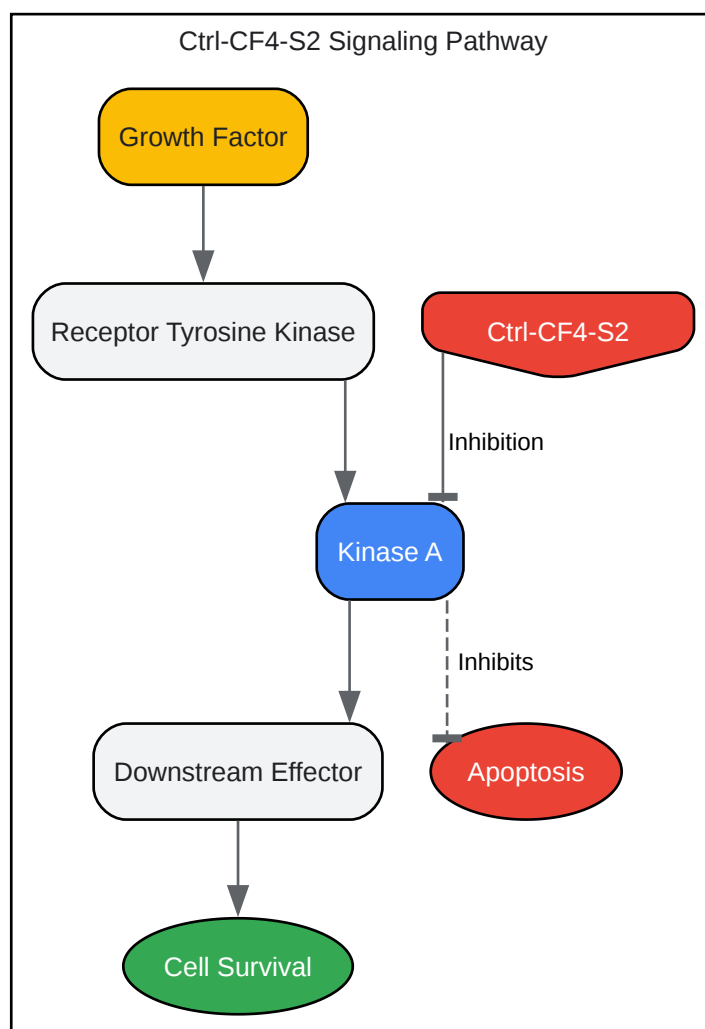 Ctrl-CF4-S2 Signaling Pathway
Growth Factor
Receptor Tyrosine Kinase
Ctrl-CF4-S2
Inhibition
Kinase A
Inhibits
Downstream Effector
Apoptosis
Cell Survival